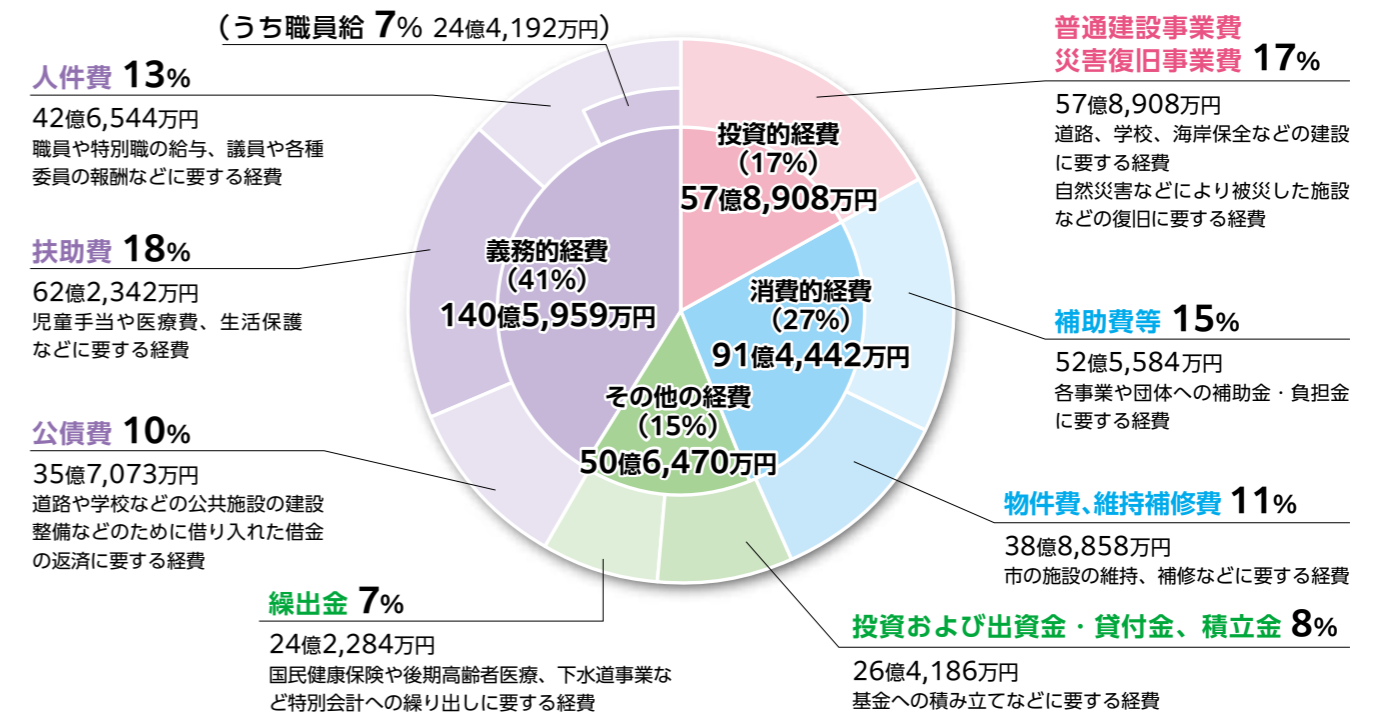 (うち職員給 7% 24億4,192万円)
人件費 13%
42億6,544万円
職員や特別職の給与、議員や各種
委員の報酬などに要する経費
扶助費 18%
62億2,342万円
児童手当や医療費、生活保護
などに要する経費
公債費 10%
35億7,073万円
道路や学校などの公共施設の建設
整備などのために借り入れた借金
の返済に要する経費
繰出金 7%
24億2,284万円
国民健康保険や後期高齢者医療、下水道事業な
ど特別会計への繰り出しに要する経費
義務的経費
(41%)
140億5,959万円
投資的経費
(17%)
57億8,908万円
消費的経費
(27%)
91億4,442万円
その他の経費
(15%)
50億6,470万円
普通建設事業費
災害復旧事業費 17%
57億8,908万円
道路、学校、海岸保全などの建設
に要する経費
自然災害などにより被災した施設
などの復旧に要する経費
補助費等 15%
52億5,584万円
各事業や団体への補助金・負担金
に要する経費
物件費、維持補修費 11%
38億8,858万円
市の施設の維持、補修などに要する経費
投資および出資金・貸付金、積立金 8%
26億4,186万円
基金への積み立てなどに要する経費